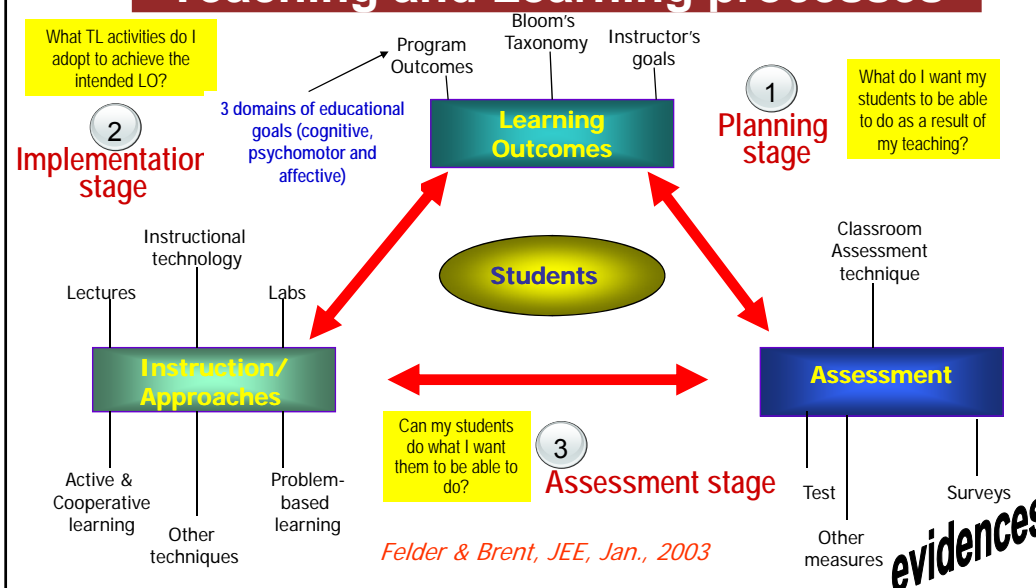 Teaching and Learning processes
What TL activities do I
adopt to achieve the
intended LO?
2
Implementation
stage
Program
Outcomes
Bloom's
Taxonomy
Instructor's
goals
3 domains of educational
goals (cognitive,
psychomotor and
affective)
Learning
Outcomes
1
Planning
stage
What do I want my
students to be able
to do as a result of
my teaching?
Instructional
technology
Lectures
Labs
Students
Classroom
Assessment
technique
Instruction/
Approaches
Assessment
Can my students
do what I want
them to be able to
do?
3
Assessment stage
Active &
Cooperative
learning
Other
techniques
Problem-
based
learning
Test
Other
measures
Surveys
evidences
Felder & Brent, JEE, Jan., 2003